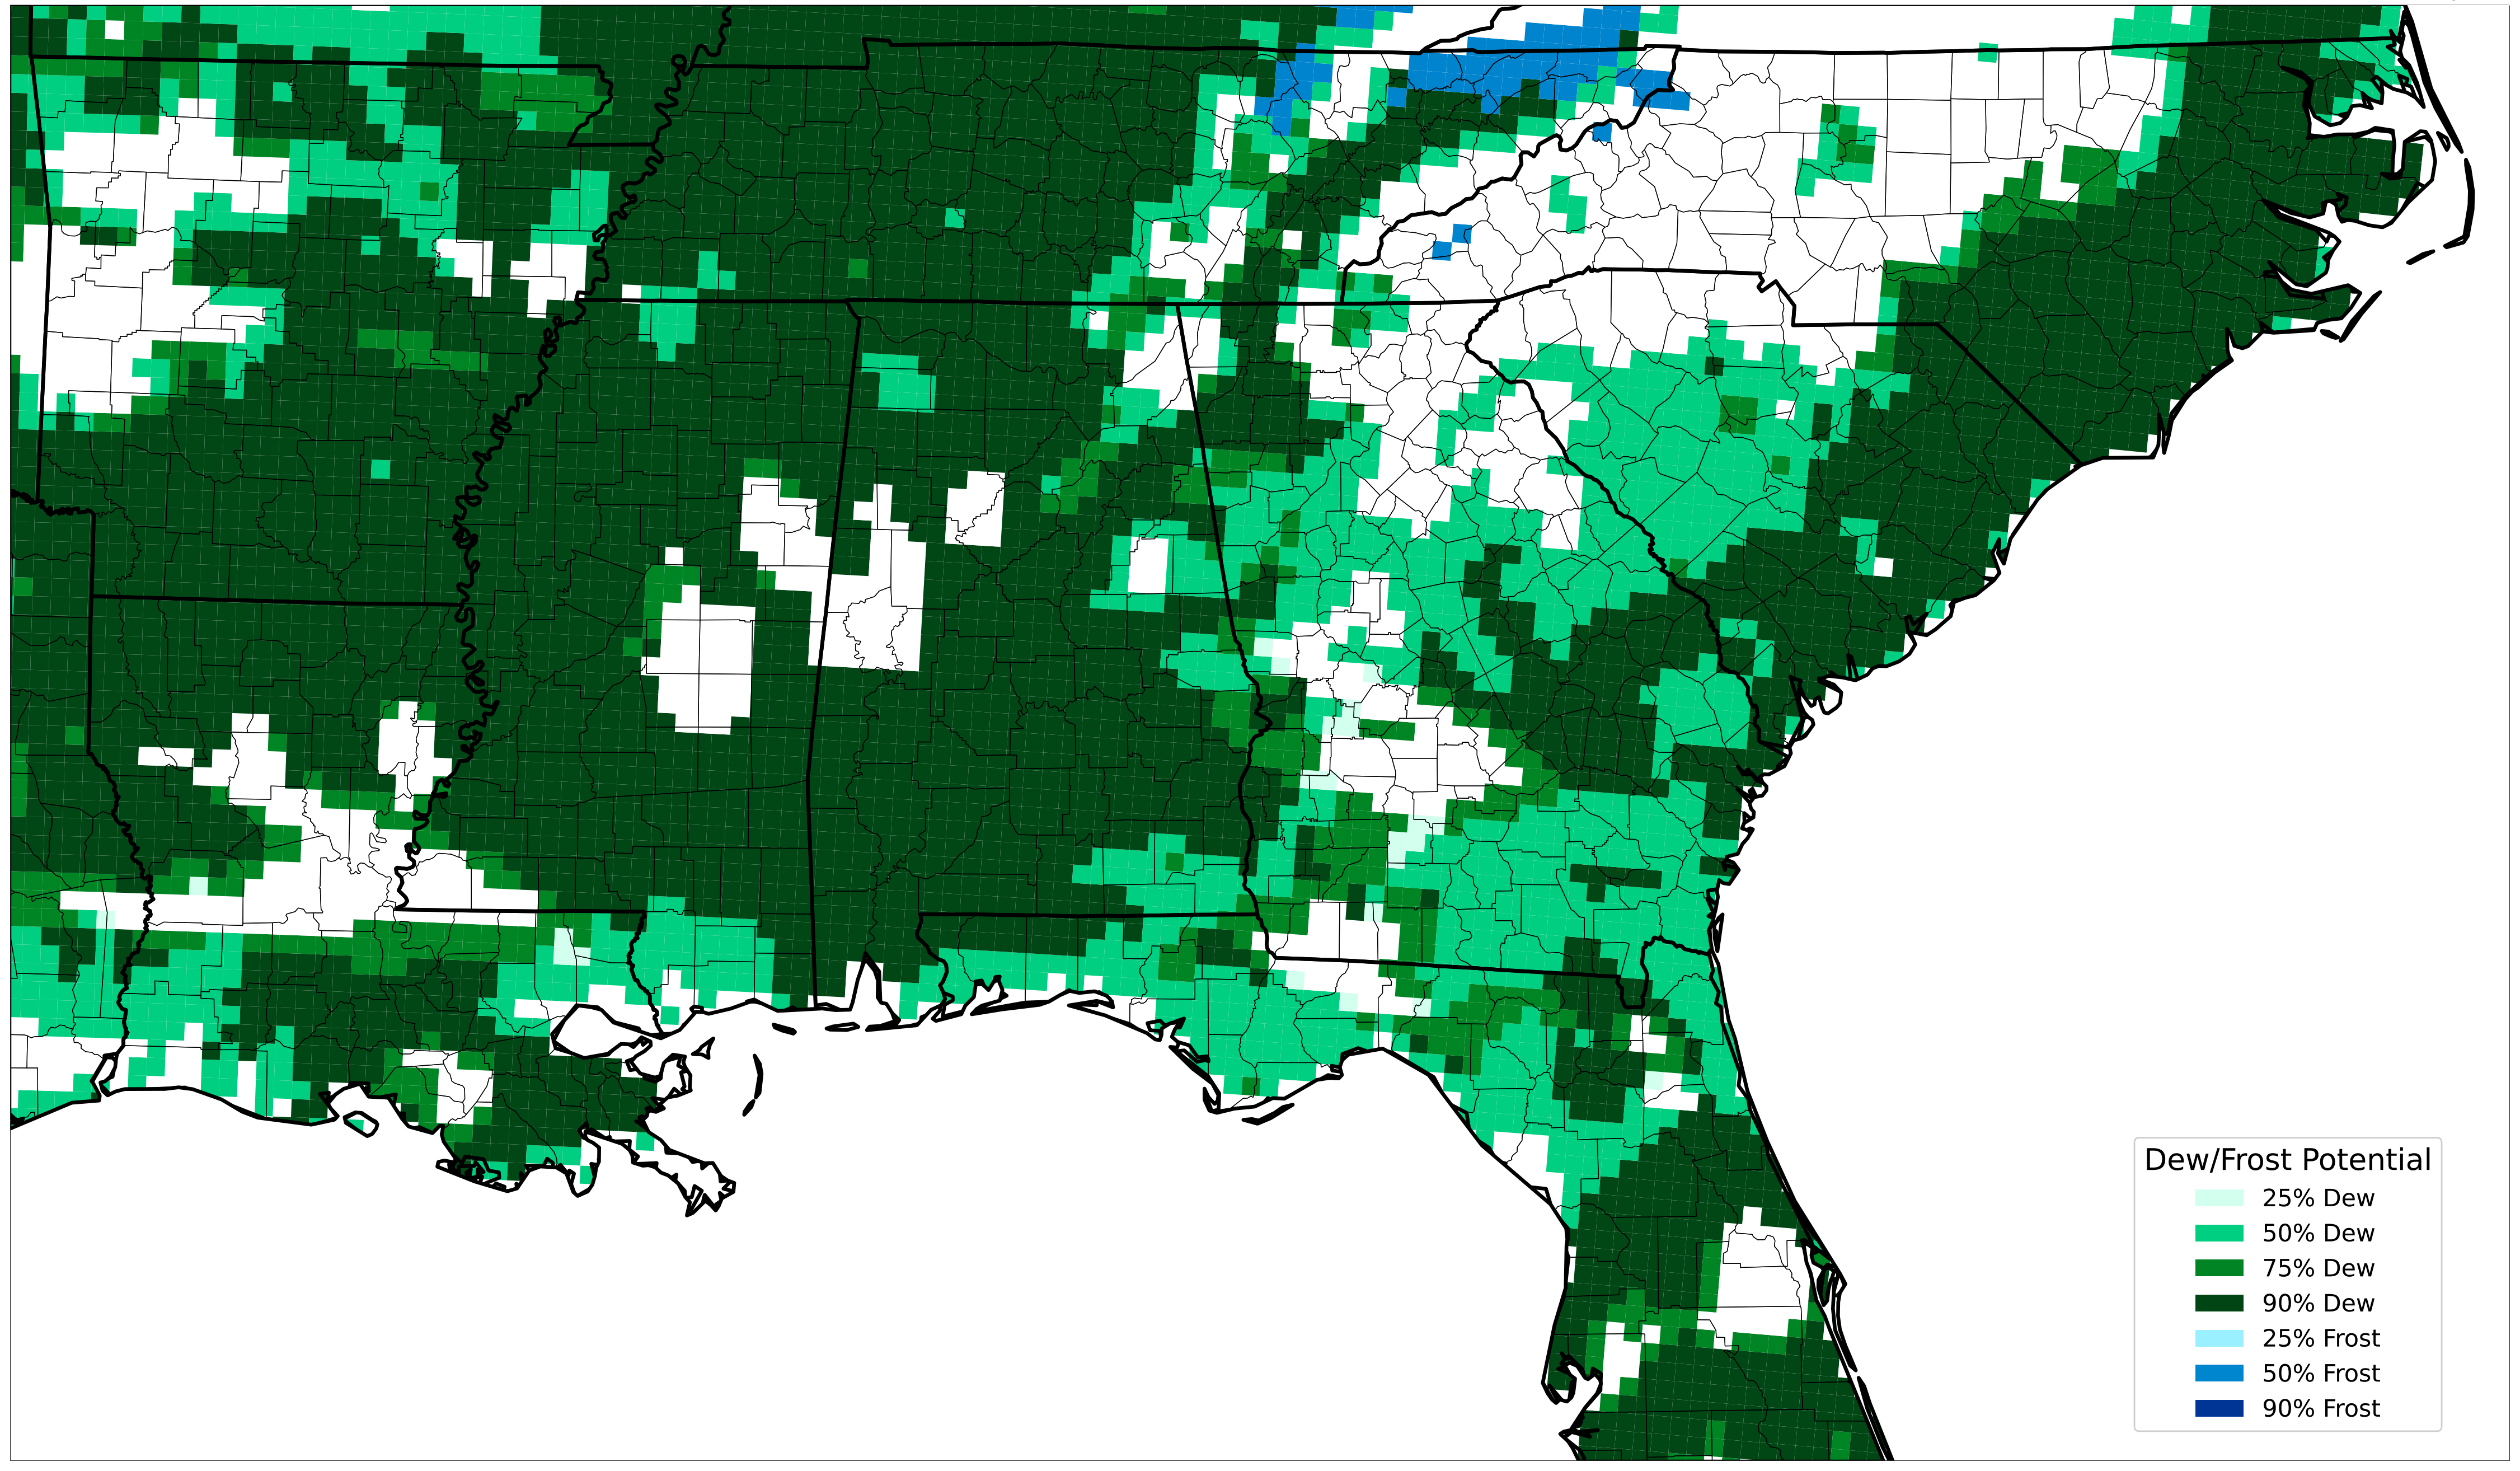 Dew/Frost Potential
25% Dew
50% Dew
75% Dew
90% Dew
25% Frost
50% Frost
90% Frost